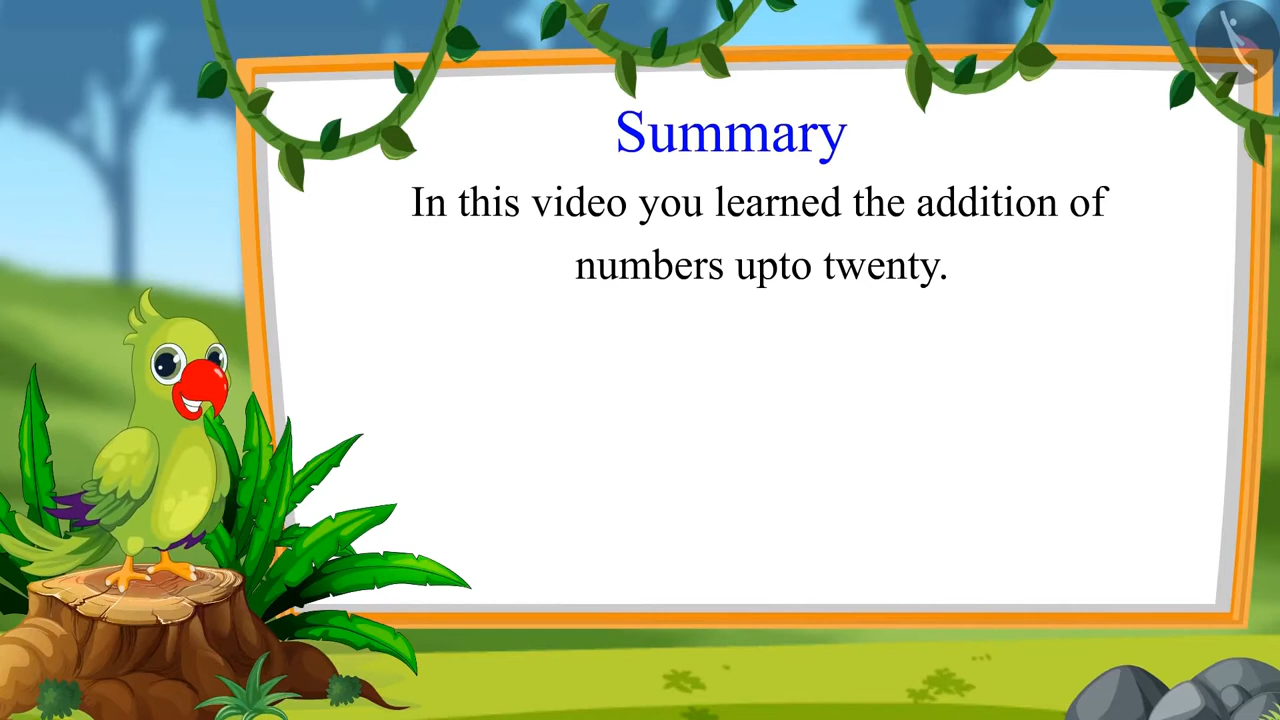 Summary
In this video you learned the addition of
numbers upto twenty.